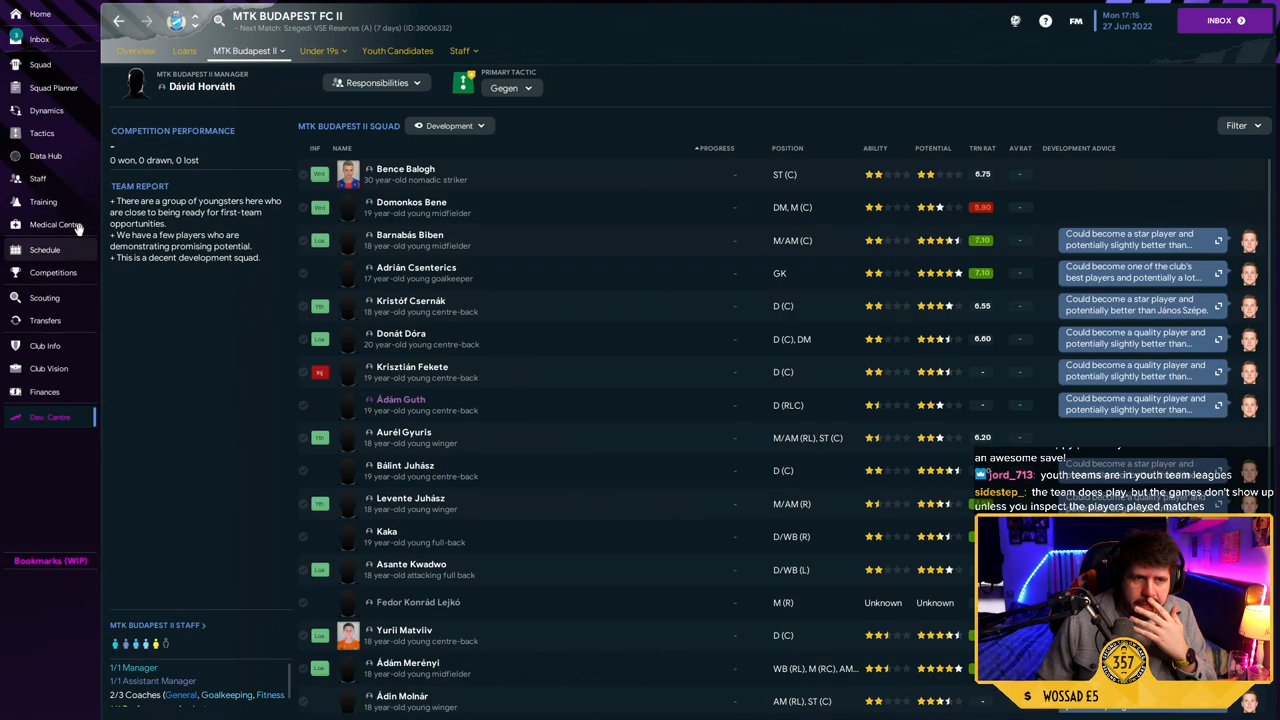 Home
MTK BUDAPEST FC II
- Next Match: Szegedi VSE Reserves (A) (7 days) (ID:38006332)
Mon 17:15
27 Jun 2022
INBOX
FM
3
Inbox
Overview
Loans
MTK Budapest II
Under 19s
Youth Candidates
Staff
Squad
Squad Planner
Dynamics
Tactics
Data Hub
Staff
Training
Medical Centre
Schedule
Competitions
Scouting
Transfers
Club Info
Club Vision
Finances
Dev. Centre
Bookmarks (WIP)
MTK BUDAPEST II MANAGER
Dávid Horváth
Responsibilities
PRIMARY TACTIC
Gegen
COMPETITION PERFORMANCE
-
0 won, 0 drawn, 0 lost
TEAM REPORT
+ There are a group of youngsters here who
are close to being ready for first-team
opportunities.
+ We have a few players who are
demonstrating promising potential.
+ This is a decent development squad.
MTK BUDAPEST II STAFF >
1/1 Manager
1/1 Assistant Manager
2/3 Coaches (General, Goalkeeping, Fitness
MTK BUDAPEST II SQUAD
Development
Filter
INF NAME PROGRESS POSITION ABILITY POTENTIAL TRN RAT AV RAT DEVELOPMENT ADVICE
Wnt Bence Balogh - ST (C) 6.75 -
30 year-old nomadic striker
Wnt Domonkos Bene - DM, M (C) 5.90 -
19 year-old young midfielder
Loa Barnabás Biben - M/AM (C) 7.10 - Could become a star player and
18 year-old young midfielder potentially slightly better than...
Adrián Csenterics - GK 7.10 - Could become one of the club's
17 year-old young goalkeeper best players and potentially a lot...
Yth Kristóf Csernák - D (C) 6.55 - Could become a star player and
18 year-old young centre-back potentially better than János Szépe.
Loa Donát Dóra - D (C), DM 6.60 - Could become a quality player and
20 year-old young centre-back potentially slightly better than...
Inj Krisztián Fekete - D (C) - - Could become a quality player and
19 year-old young centre-back potentially slightly better than...
Ádám Guth - D (RLC) - - Could become a quality player and
19 year-old young centre-back potentially slightly better than...
Yth Aurél Gyuris - M/AM (RL), ST (C) 6.20 -
18 year-old young winger
Bálint Juhász - D (C)
19 year-old young centre-back
Yth Levente Juhász - M/AM (R)
18 year-old young winger
Kaka - D/WB (R)
19 year-old young full-back
Loa Asante Kwadwo - D/WB (L)
18 year-old attacking full back
Fedor Konrád Lejkó - M (R) Unknown Unknown
Loa Yurii Matviiv - D (C)
18 year-old young centre-back
Loa Ádám Merényi - WB (RL), M (RC), AM...
18 year-old young midfielder
Ádin Molnár - AM (RL), ST (C)
18 year-old young winger
an awesome save!
jord_713: youth teams are in youth team leagues
sidestep_: the team does play, but the games don't show up
unless you inspect the players played matches
357
$ WOSSAD £5